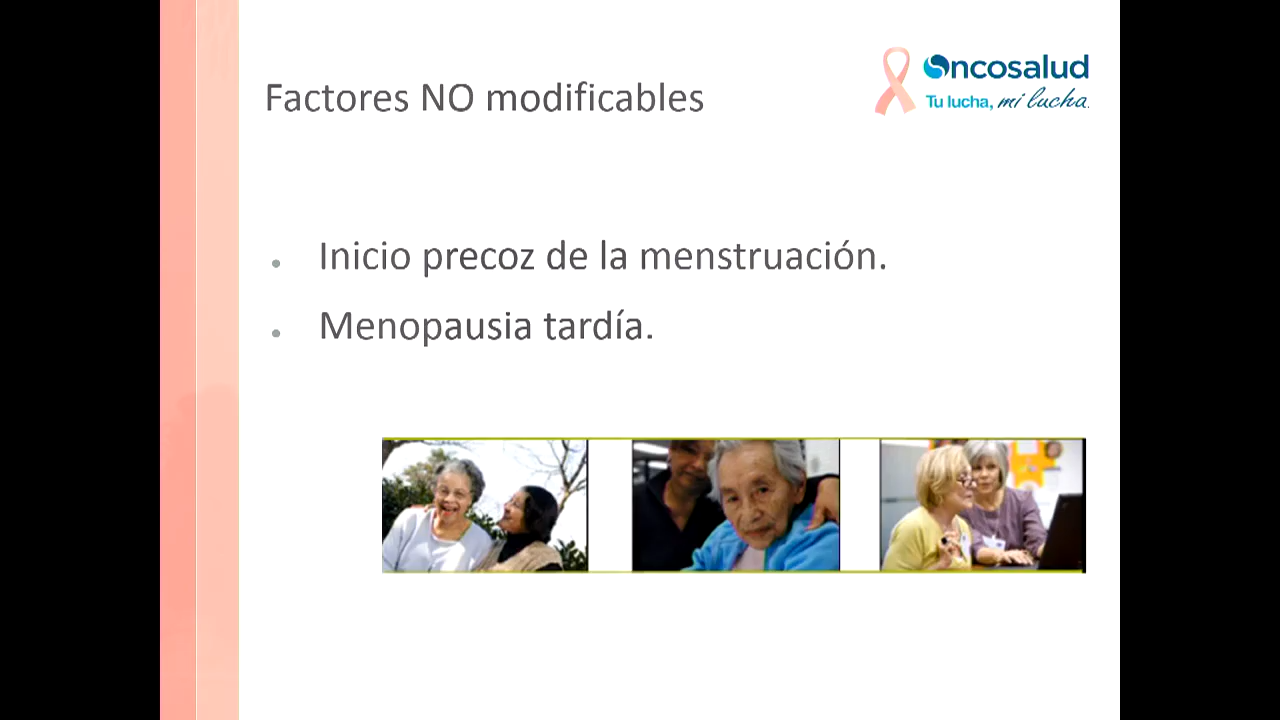 Factores NO modificables
Oncosalud
Tu lucha, mi lucha.
Inicio precoz de la menstruación.
Menopausia tardía.